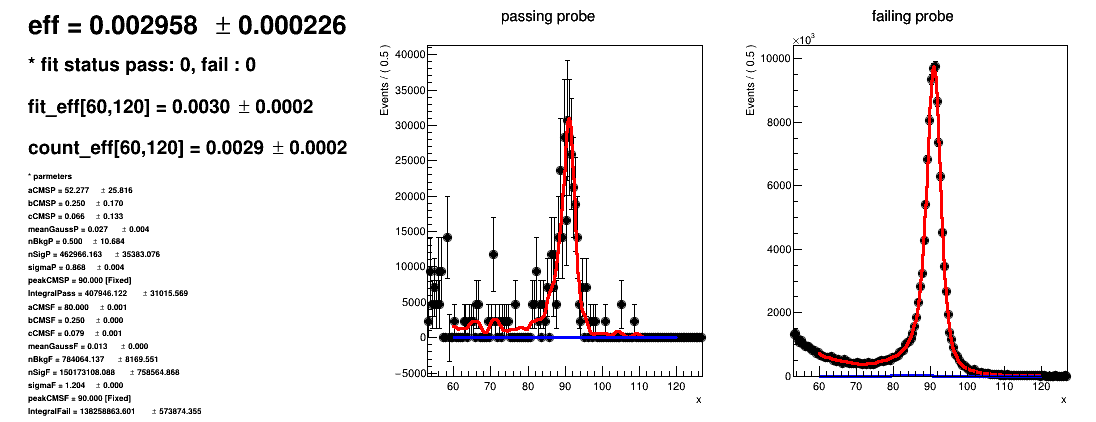 eff = 0.002958 ± 0.000226
* fit status pass: 0, fail : 0
fit_eff[60,120] = 0.0030 ± 0.0002
count_eff[60,120] = 0.0029 ± 0.0002
* parmeters
aCMSP = 52.277 ± 25.816
bCMSP = 0.250 ± 0.170
cCMSP = 0.066 ± 0.133
meanGaussP = 0.027 ± 0.004
nBkgP = 0.500 ± 10.684
nSigP = 462966.163 ± 35383.076
sigmaP = 0.868 ± 0.004
peakCMSP = 90.000 [Fixed]
IntegralPass = 407946.122 ± 31015.569
aCMSF = 80.000 ± 0.001
bCMSF = 0.250 ± 0.000
cCMSF = 0.079 ± 0.001
meanGaussF = 0.013 ± 0.000
nBkgF = 784064.137 ± 8169.551
nSigF = 150173108.088 ± 758564.868
sigmaF = 1.204 ± 0.000
peakCMSF = 90.000 [Fixed]
IntegralFail = 138258863.601 ± 573874.355
passing probe
Events / ( 0.5 )
40000
35000
30000
25000
20000
15000
10000
5000
0
−5000
60 70 80 90 100 110 120
x
failing probe
×10³
Events / ( 0.5 )
10000
8000
6000
4000
2000
0
60 70 80 90 100 110 120
x